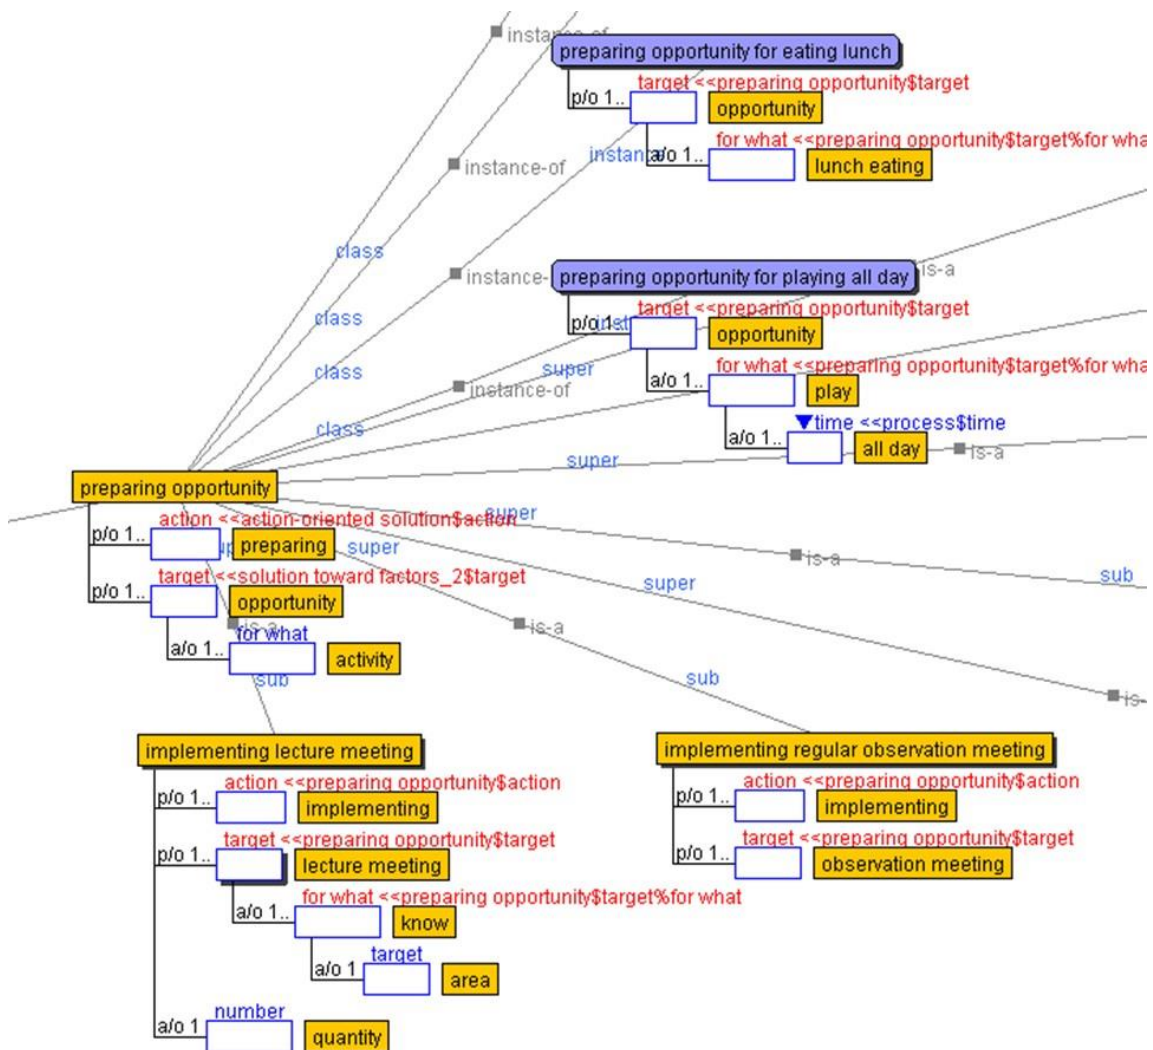 instance-of
preparing opportunity for eating lunch
target <<preparing opportunity$target
p/o 1..
opportunity
for what <<preparing opportunity$target%for wha
instance
a/o 1..
lunch eating
instance-of
class
instance-
preparing opportunity for playing all day
is-a
target <<preparing opportunity$target
class
p/o 1..
opportunity
for what <<preparing opportunity$target%for wha
class
super
instance-of
a/o 1..
play
time <<process$time
class
a/o 1..
all day
is-a
super
preparing opportunity
action <<action-oriented solution$action
super
p/o 1..
preparing
super
is-a
sub
target <<solution toward factors_2$target
super
p/o 1..
opportunity
is-a
is-a
for what
a/o 1..
activity
sub
sub
is-
implementing lecture meeting
action <<preparing opportunity$action
p/o 1..
implementing
target <<preparing opportunity$target
p/o 1..
lecture meeting
for what <<preparing opportunity$target%for what
a/o 1..
know
target
a/o 1
area
number
a/o 1
quantity
implementing regular observation meeting
action <<preparing opportunity$action
p/o 1..
implementing
target <<preparing opportunity$target
p/o 1..
observation meeting